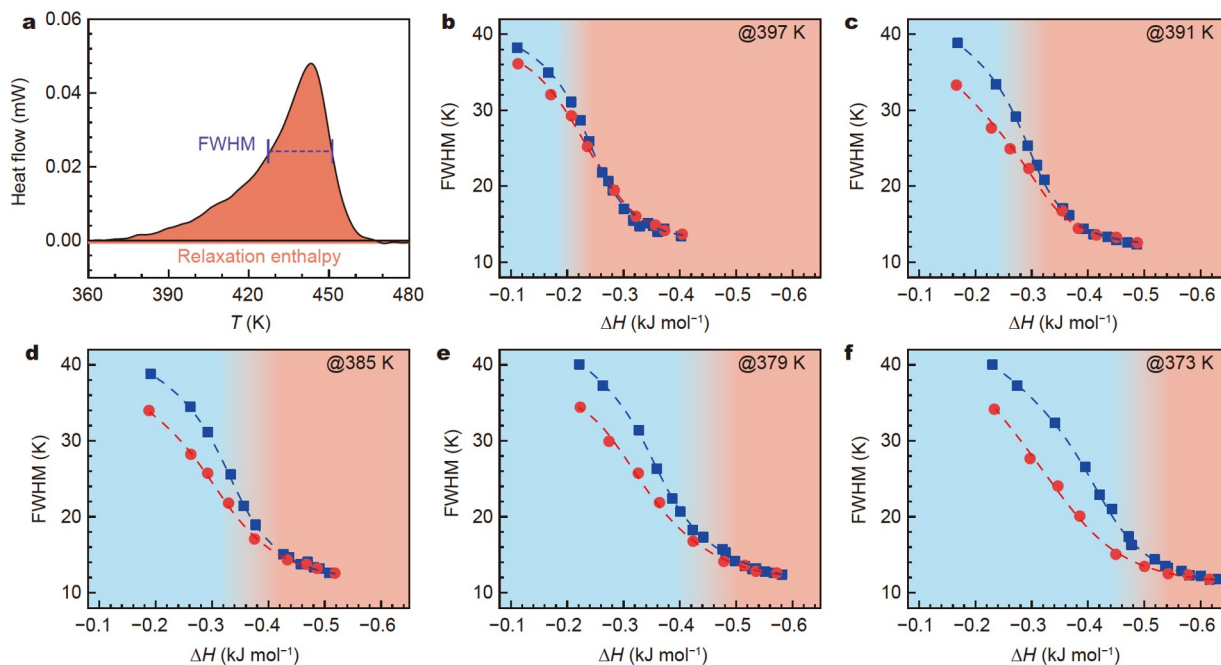 a
0.06
0.04
0.02
0.00
Heat flow (mW)
FWHM
Relaxation enthalpy
360 390 420 450 480
T (K)
b
@397 K
40
30
20
10
FWHM (K)
−0.1 −0.2 −0.3 −0.4 −0.5 −0.6
ΔH (kJ mol⁻¹)
c
@391 K
40
30
20
10
FWHM (K)
−0.1 −0.2 −0.3 −0.4 −0.5 −0.6
ΔH (kJ mol⁻¹)
d
@385 K
40
30
20
10
FWHM (K)
−0.1 −0.2 −0.3 −0.4 −0.5 −0.6
ΔH (kJ mol⁻¹)
e
@379 K
40
30
20
10
FWHM (K)
−0.1 −0.2 −0.3 −0.4 −0.5 −0.6
ΔH (kJ mol⁻¹)
f
@373 K
40
30
20
10
FWHM (K)
−0.1 −0.2 −0.3 −0.4 −0.5 −0.6
ΔH (kJ mol⁻¹)